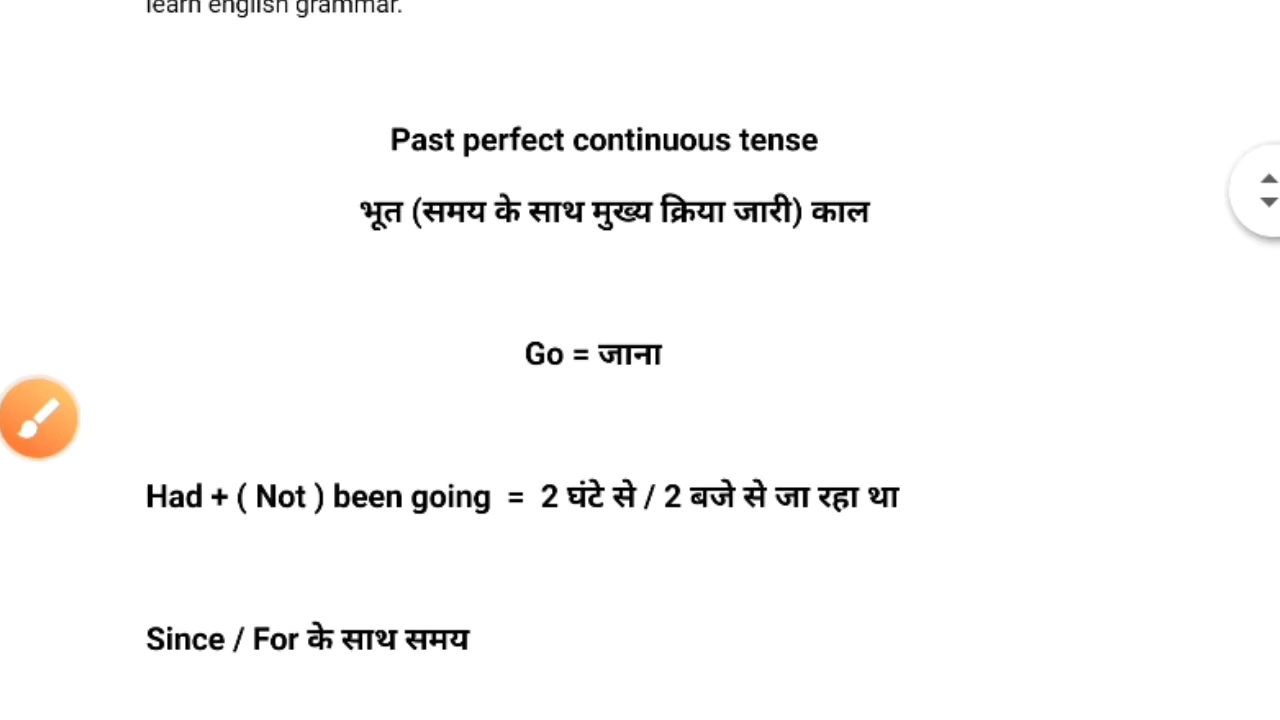 learn english grammar.
Past perfect continuous tense
भूत (समय के साथ मुख्य क्रिया जारी) काल
Go = जाना
Had + ( Not ) been going = 2 घंटे से / 2 बजे से जा रहा था
Since / For के साथ समय